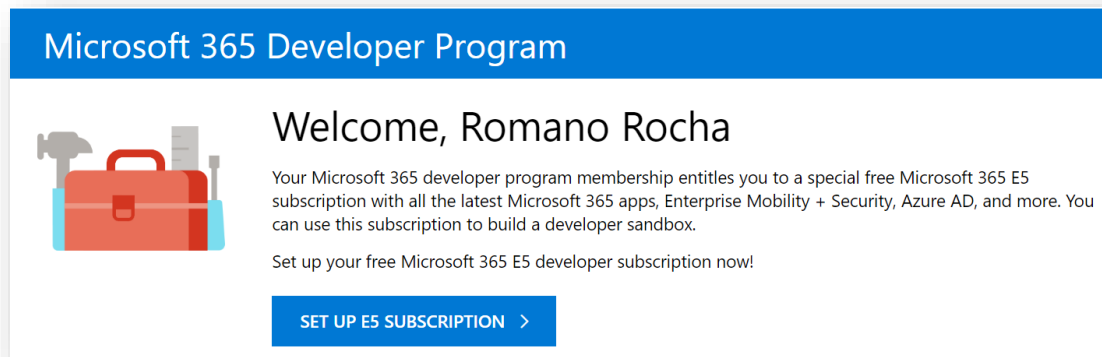 Microsoft 365 Developer Program
Welcome, Romano Rocha
Your Microsoft 365 developer program membership entitles you to a special free Microsoft 365 E5
subscription with all the latest Microsoft 365 apps, Enterprise Mobility + Security, Azure AD, and more. You
can use this subscription to build a developer sandbox.
Set up your free Microsoft 365 E5 developer subscription now!
SET UP E5 SUBSCRIPTION >